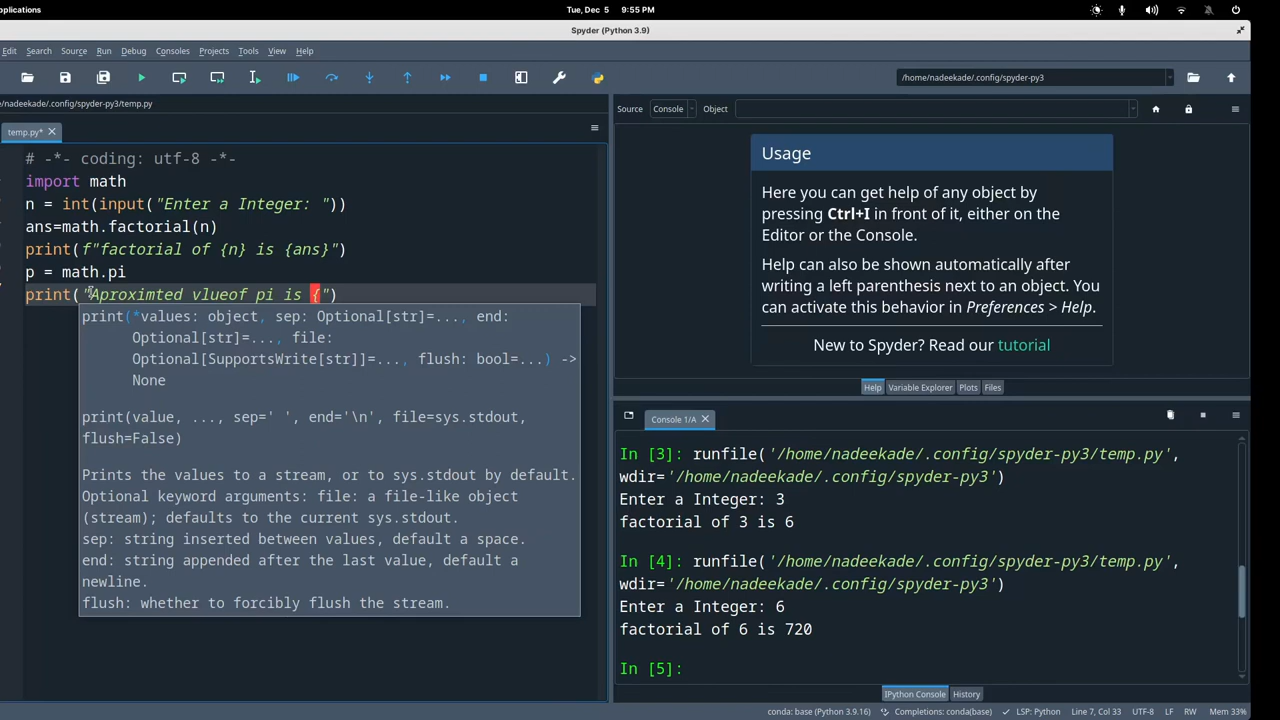 plications
Tue, Dec 5 9:55 PM
Spyder (Python 3.9)
Edit Search Source Run Debug Consoles Projects Tools View Help
/home/nadeekade/.config/spyder-py3
e/nadeekade/.config/spyder-py3/temp.py
temp.py*
# -*- coding: utf-8 -*-
import math
n = int(input("Enter a Integer: "))
ans=math.factorial(n)
print(f"factorial of {n} is {ans}")
p = math.pi
print("Aproximted vlueof pi is {")
print(*values: object, sep: Optional[str]=..., end:
Optional[str]=..., file:
Optional[SupportsWrite[str]]=..., flush: bool=...) ->
None
print(value, ..., sep=' ', end='\n', file=sys.stdout,
flush=False)
Prints the values to a stream, or to sys.stdout by default.
Optional keyword arguments: file: a file-like object
(stream); defaults to the current sys.stdout.
sep: string inserted between values, default a space.
end: string appended after the last value, default a
newline.
flush: whether to forcibly flush the stream.
Source Console Object
Usage
Here you can get help of any object by
pressing Ctrl+I in front of it, either on the
Editor or the Console.
Help can also be shown automatically after
writing a left parenthesis next to an object. You
can activate this behavior in Preferences > Help.
New to Spyder? Read our tutorial
Help Variable Explorer Plots Files
Console 1/A
In [3]: runfile('/home/nadeekade/.config/spyder-py3/temp.py',
wdir='/home/nadeekade/.config/spyder-py3')
Enter a Integer: 3
factorial of 3 is 6
In [4]: runfile('/home/nadeekade/.config/spyder-py3/temp.py',
wdir='/home/nadeekade/.config/spyder-py3')
Enter a Integer: 6
factorial of 6 is 720
In [5]:
IPython Console History
conda: base (Python 3.9.16) Completions: conda(base) LSP: Python Line 7, Col 33 UTF-8 LF RW Mem 33%